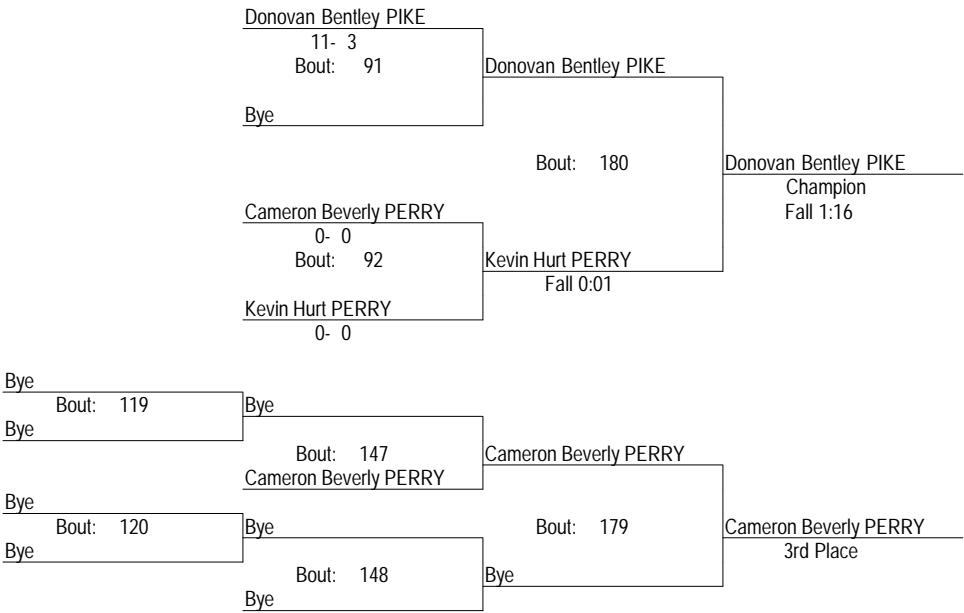 Donovan Bentley PIKE
11- 3
Bout: 91
Donovan Bentley PIKE
Bye
Bout: 180
Donovan Bentley PIKE
Champion
Fall 1:16
Cameron Beverly PERRY
0- 0
Bout: 92
Kevin Hurt PERRY
Fall 0:01
Kevin Hurt PERRY
0- 0
Bye
Bout: 119
Bye
Bye
Bout: 147
Cameron Beverly PERRY
Cameron Beverly PERRY
Bye
Bout: 120
Bye
Bye
Bout: 179
Cameron Beverly PERRY
3rd Place
Bout: 148
Bye
Bye